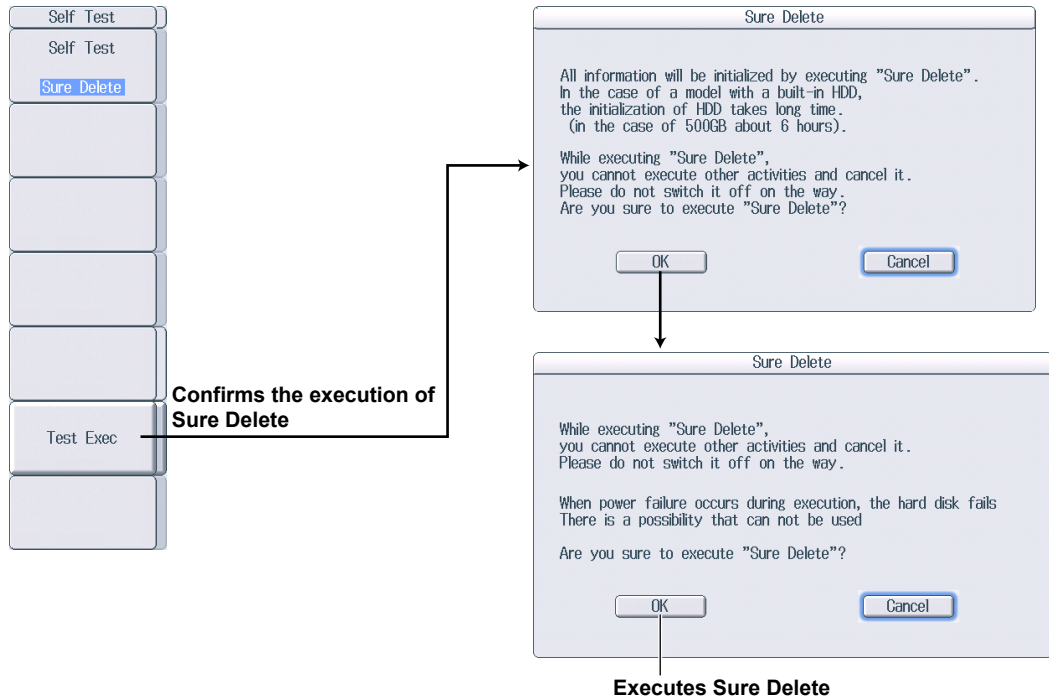 Self Test
Self Test
Sure Delete
Test Exec
Confirms the execution of
Sure Delete
Sure Delete
All information will be initialized by executing ”Sure Delete”.
In the case of a model with a built-in HDD,
the initialization of HDD takes long time.
(in the case of 500GB about 6 hours).
While executing ”Sure Delete”,
you cannot execute other activities and cancel it.
Please do not switch it off on the way.
Are you sure to execute ”Sure Delete”?
OK
Cancel
Sure Delete
While executing ”Sure Delete”,
you cannot execute other activities and cancel it.
Please do not switch it off on the way.
When power failure occurs during execution, the hard disk fails
There is a possibility that can not be used
Are you sure to execute ”Sure Delete”?
OK
Cancel
Executes Sure Delete